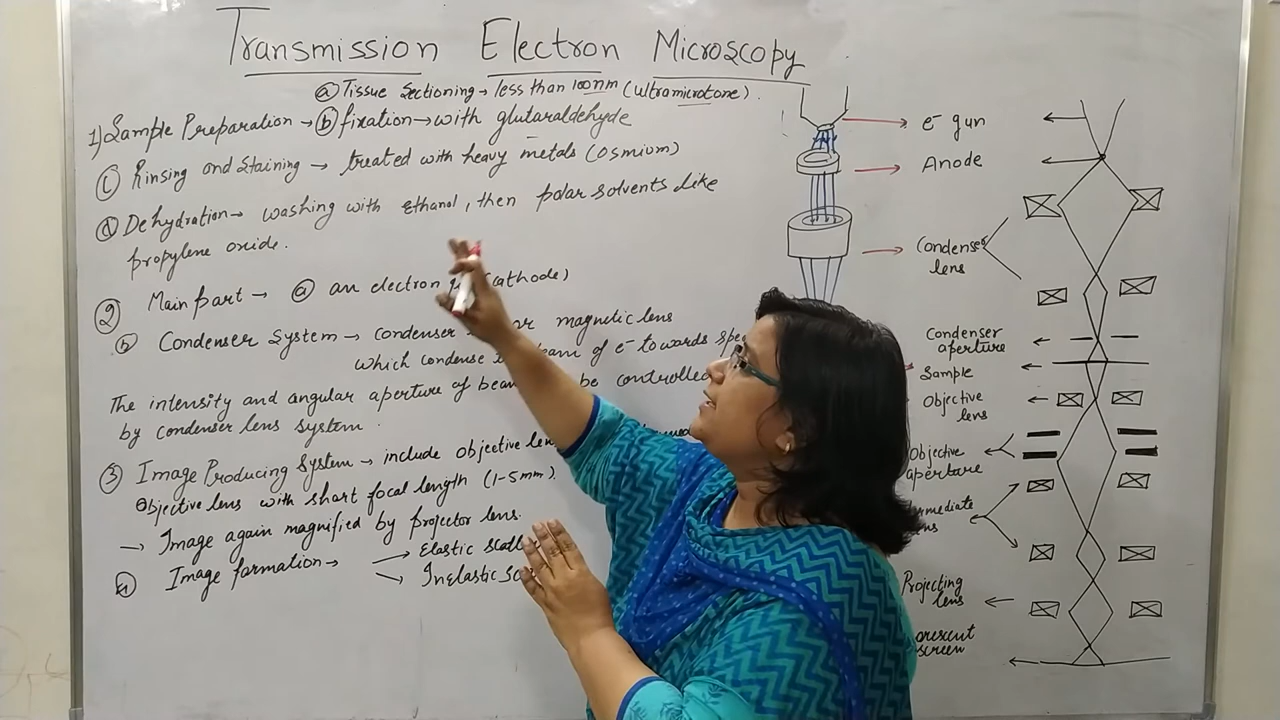 Transmission Electron Microscopy
ⓐ Tissue Sectioning → less than 100nm (ultramicrotone).
1) Sample Preparation → ⓑ fixation → with glutaraldehyde
ⓒ Rinsing and Staining → treated with heavy metals (Osmium)
ⓓ Dehydration → washing with ethanol, then polar solvents like
propylene oxide.
② Main part → ⓐ an electron (cathode)
ⓑ Condenser System → condenser or magnetic lens
which condense beam of e⁻ towards
The intensity and angular aperture of be controlled
by condenser lens system.
③ Image Producing System → include objective
Objective lens with short focal length (1-5mm).
→ Image again magnified by projector lens.
④ Image formation → Elastic
Inelastic
e⁻ gun
Anode
Condenser
lens
Condenser
aperture
Sample
Objective
lens
Objective
aperture
Projecting
lens
screen